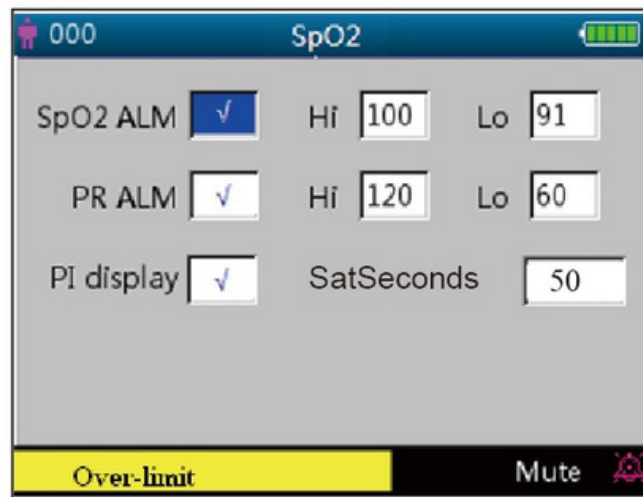 000 SpO2
SpO2 ALM √ Hi 100 Lo 91
PR ALM √ Hi 120 Lo 60
PI display √ SatSeconds 50
Over-limit Mute